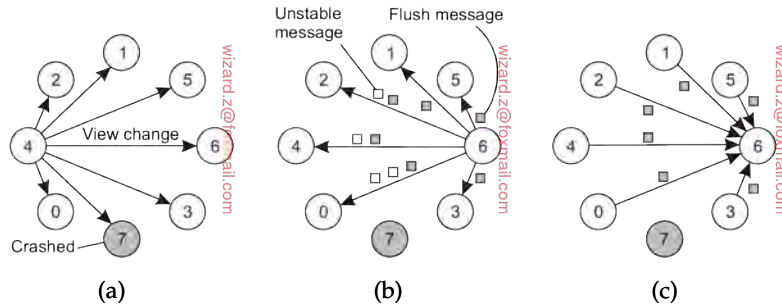 Unstable
message
Flush message
1
2
5
View change
4
6
0
3
Crashed
7
wizard.z@foxmail.com
(a)
1
2
5
4
6
0
3
7
wizard.z@foxmail.com
(b)
1
2
5
4
6
0
3
7
wizard.z@foxmail.com
(c)